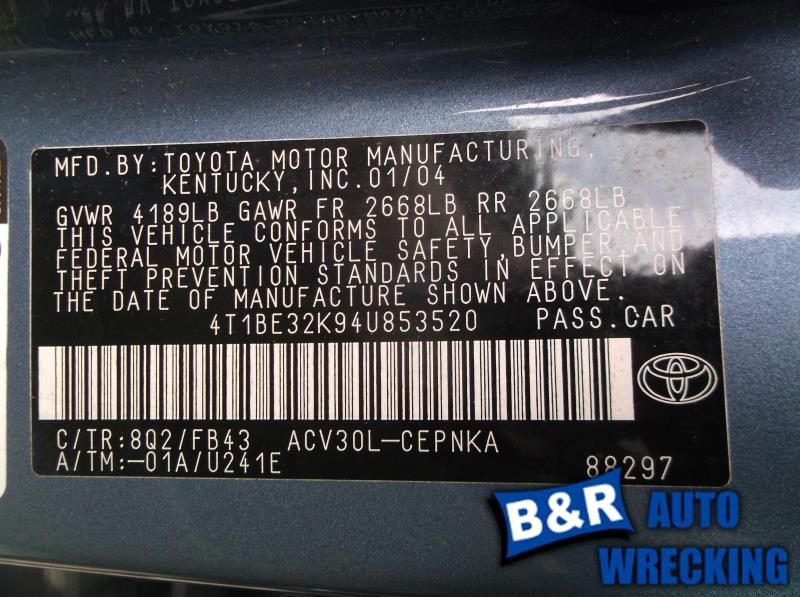 MFD.BY:TOYOTA MOTOR MANUFACTURING,
KENTUCKY,INC.01/04
GVWR 4189LB GAWR FR 2668LB RR 2668LB
THIS VEHICLE CONFORMS TO ALL APPLICABLE
FEDERAL MOTOR VEHICLE SAFETY,BUMPER,AND
THEFT PREVENTION STANDARDS IN EFFECT ON
THE DATE OF MANUFACTURE SHOWN ABOVE.
4T1BE32K94U853520 PASS.CAR
C/TR:8Q2/FB43 ACV30L-CEPNKA
A/TM:-01A/U241E 88297
B&R AUTO
WRECKING